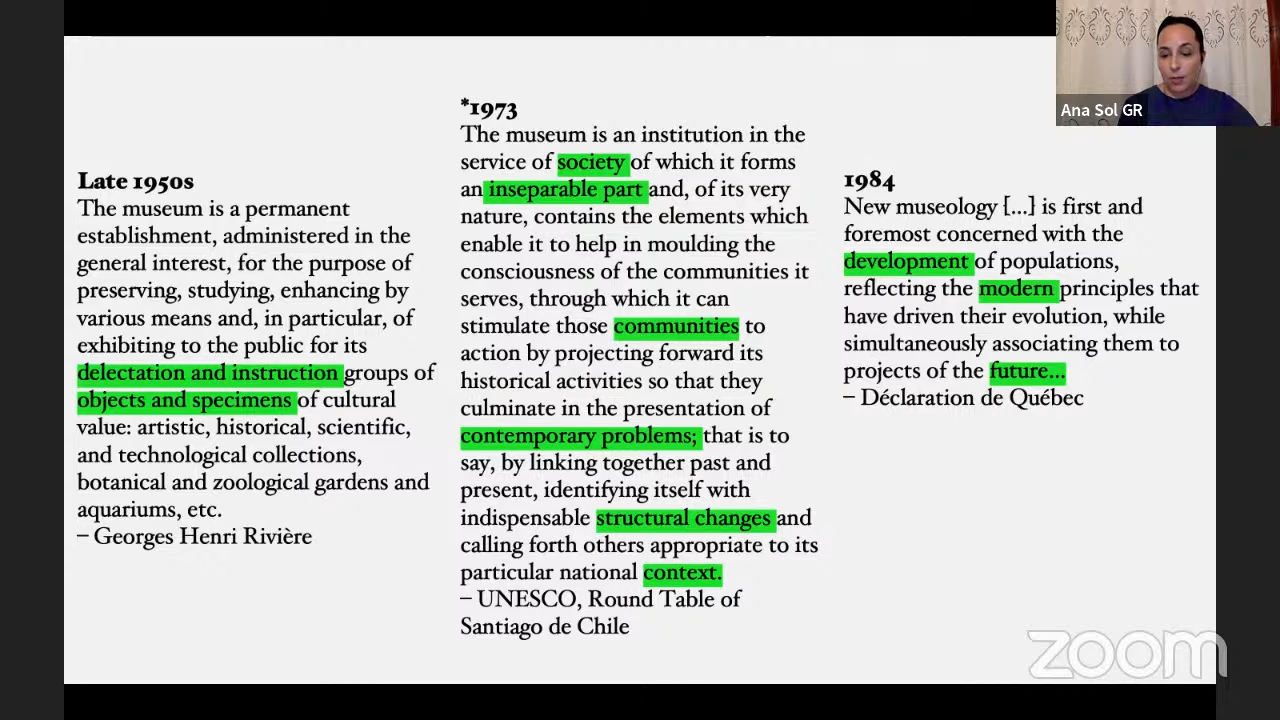 Late 1950s
The museum is a permanent
establishment, administered in the
general interest, for the purpose of
preserving, studying, enhancing by
various means and, in particular, of
exhibiting to the public for its
delectation and instruction groups of
objects and specimens of cultural
value: artistic, historical, scientific,
and technological collections,
botanical and zoological gardens and
aquariums, etc.
– Georges Henri Rivière
*1973
The museum is an institution in the
service of society of which it forms
an inseparable part and, of its very
nature, contains the elements which
enable it to help in moulding the
consciousness of the communities it
serves, through which it can
stimulate those communities to
action by projecting forward its
historical activities so that they
culminate in the presentation of
contemporary problems; that is to
say, by linking together past and
present, identifying itself with
indispensable structural changes and
calling forth others appropriate to its
particular national context.
– UNESCO, Round Table of
Santiago de Chile
1984
New museology [...] is first and
foremost concerned with the
development of populations,
reflecting the modern principles that
have driven their evolution, while
simultaneously associating them to
projects of the future...
– Déclaration de Québec
Ana Sol GR
zoom